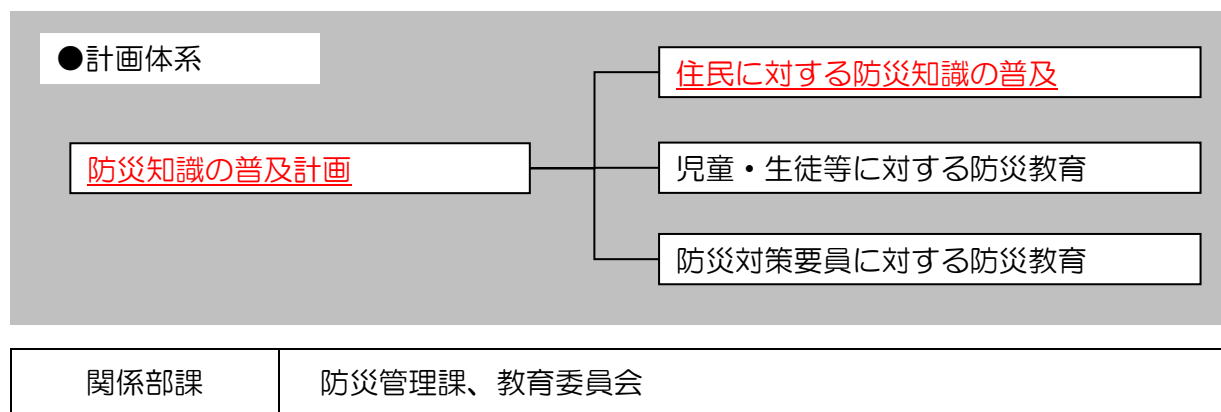 ●計画体系
住民に対する防災知識の普及
防災知識の普及計画
児童・生徒等に対する防災教育
防災対策要員に対する防災教育
関係部課 防災管理課、教育委員会